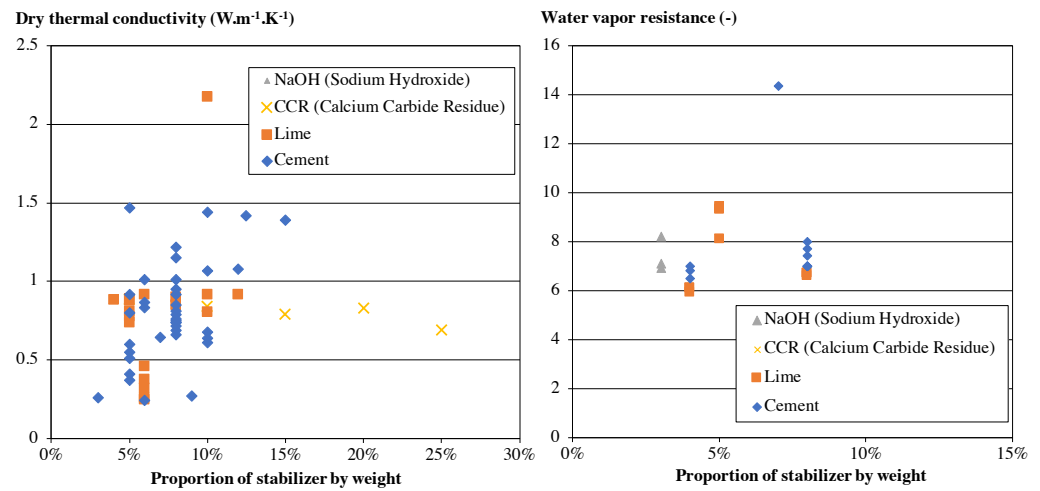 Dry thermal conductivity (W.m⁻¹.K⁻¹)
2.5
2
1.5
1
0.5
0
0%
5%
10%
15%
20%
25%
30%
NaOH (Sodium Hydroxide)
CCR (Calcium Carbide Residue)
Lime
Cement
Proportion of stabilizer by weight
Water vapor resistance (-)
16
14
12
10
8
6
4
2
0
0%
5%
10%
15%
NaOH (Sodium Hydroxide)
CCR (Calcium Carbide Residue)
Lime
Cement
Proportion of stabilizer by weight